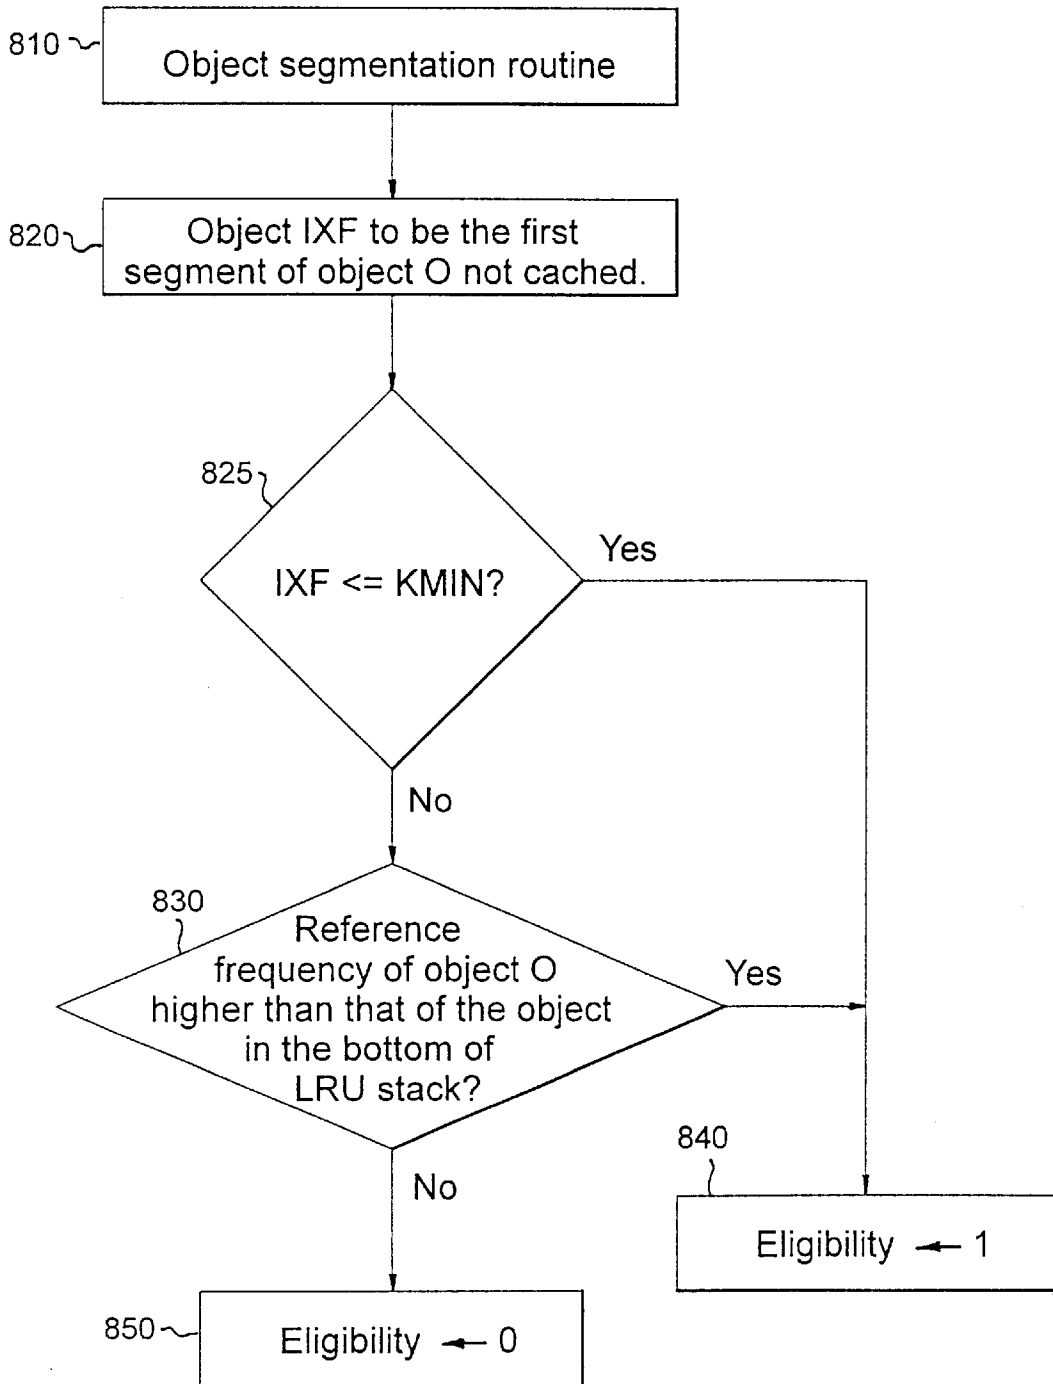 810
Object segmentation routine
820
Object IXF to be the first
segment of object O not cached.
825
IXF <= KMIN?
Yes
No
830
Reference
frequency of object O
higher than that of the object
in the bottom of
LRU stack?
Yes
No
840
Eligibility ← 1
850
Eligibility ← 0